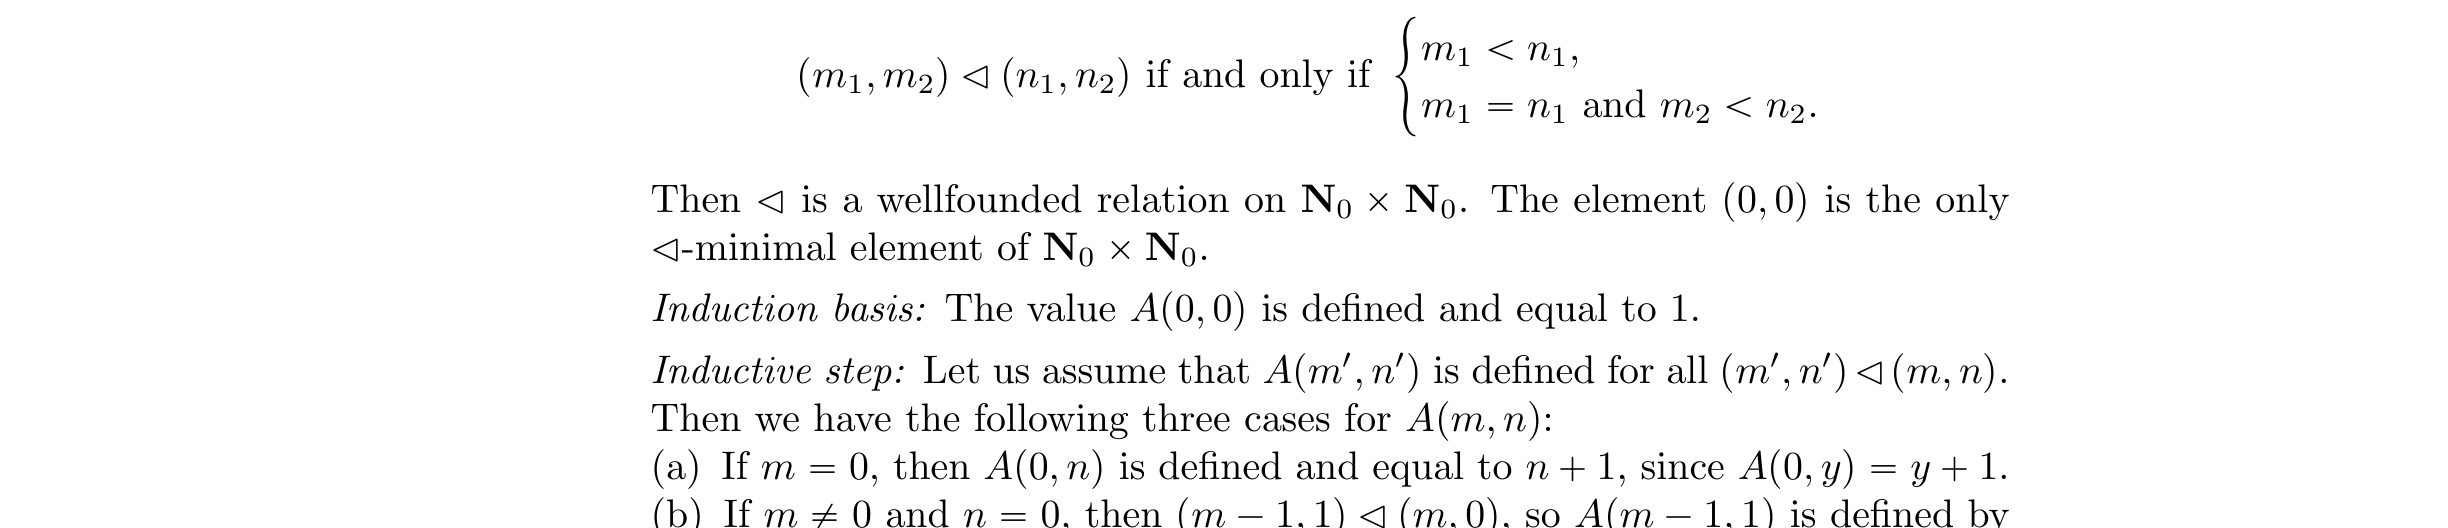 (m₁, m₂) ◁ (n₁, n₂) if and only if { m₁ < n₁,
m₁ = n₁ and m₂ < n₂.
Then ◁ is a wellfounded relation on N₀ × N₀. The element (0, 0) is the only
◁-minimal element of N₀ × N₀.
Induction basis: The value A(0, 0) is defined and equal to 1.
Inductive step: Let us assume that A(m′, n′) is defined for all (m′, n′) ◁ (m, n).
Then we have the following three cases for A(m, n):
(a) If m = 0, then A(0, n) is defined and equal to n + 1, since A(0, y) = y + 1.
(b) If m ≠ 0 and n = 0, then (m − 1, 1) ◁ (m, 0), so A(m − 1, 1) is defined by